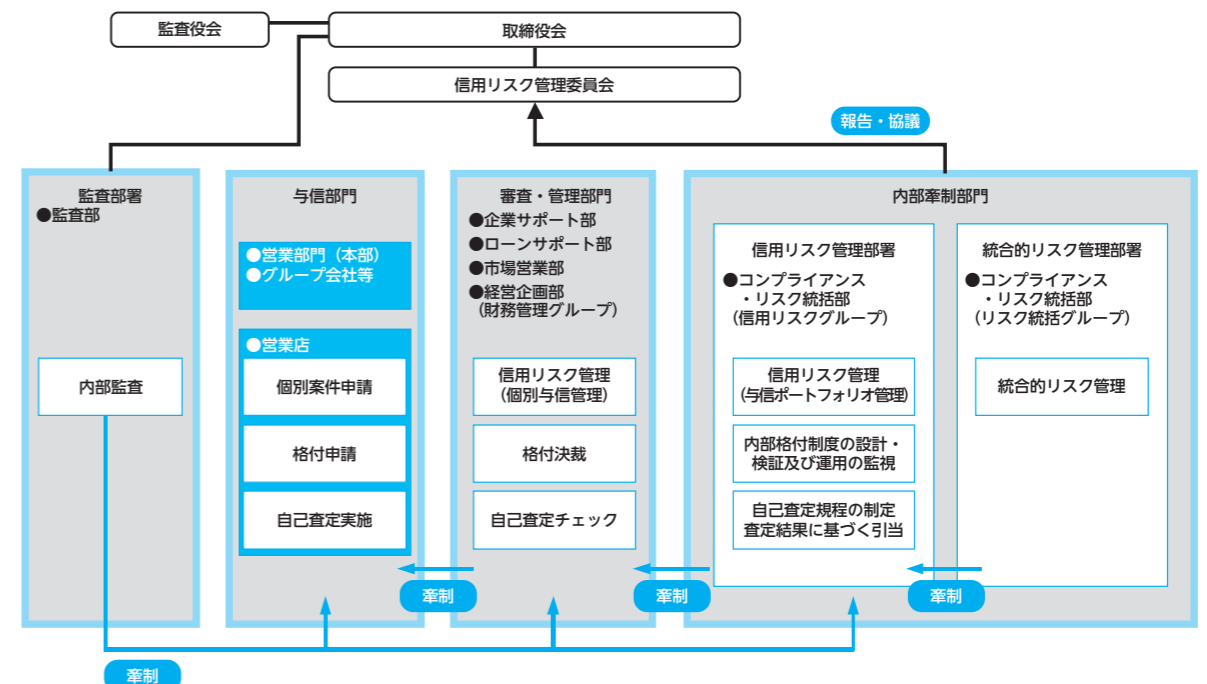 監査役会
取締役会
信用リスク管理委員会
報告・協議
監査部署
●監査部
内部監査
与信部門
●営業部門（本部）
●グループ会社等
●営業店
個別案件申請
格付申請
自己査定実施
審査・管理部門
●企業サポート部
●ローンサポート部
●市場営業部
●経営企画部
（財務管理グループ）
信用リスク管理
（個別与信管理）
格付決裁
自己査定チェック
内部牽制部門
信用リスク管理部署
●コンプライアンス
・リスク統括部
（信用リスクグループ）
信用リスク管理
（与信ポートフォリオ管理）
内部格付制度の設計・
検証及び運用の監視
自己査定規程の制定
査定結果に基づく引当
統合的リスク管理部署
●コンプライアンス
・リスク統括部
（リスク統括グループ）
統合的リスク管理
牽制
牽制
牽制
牽制